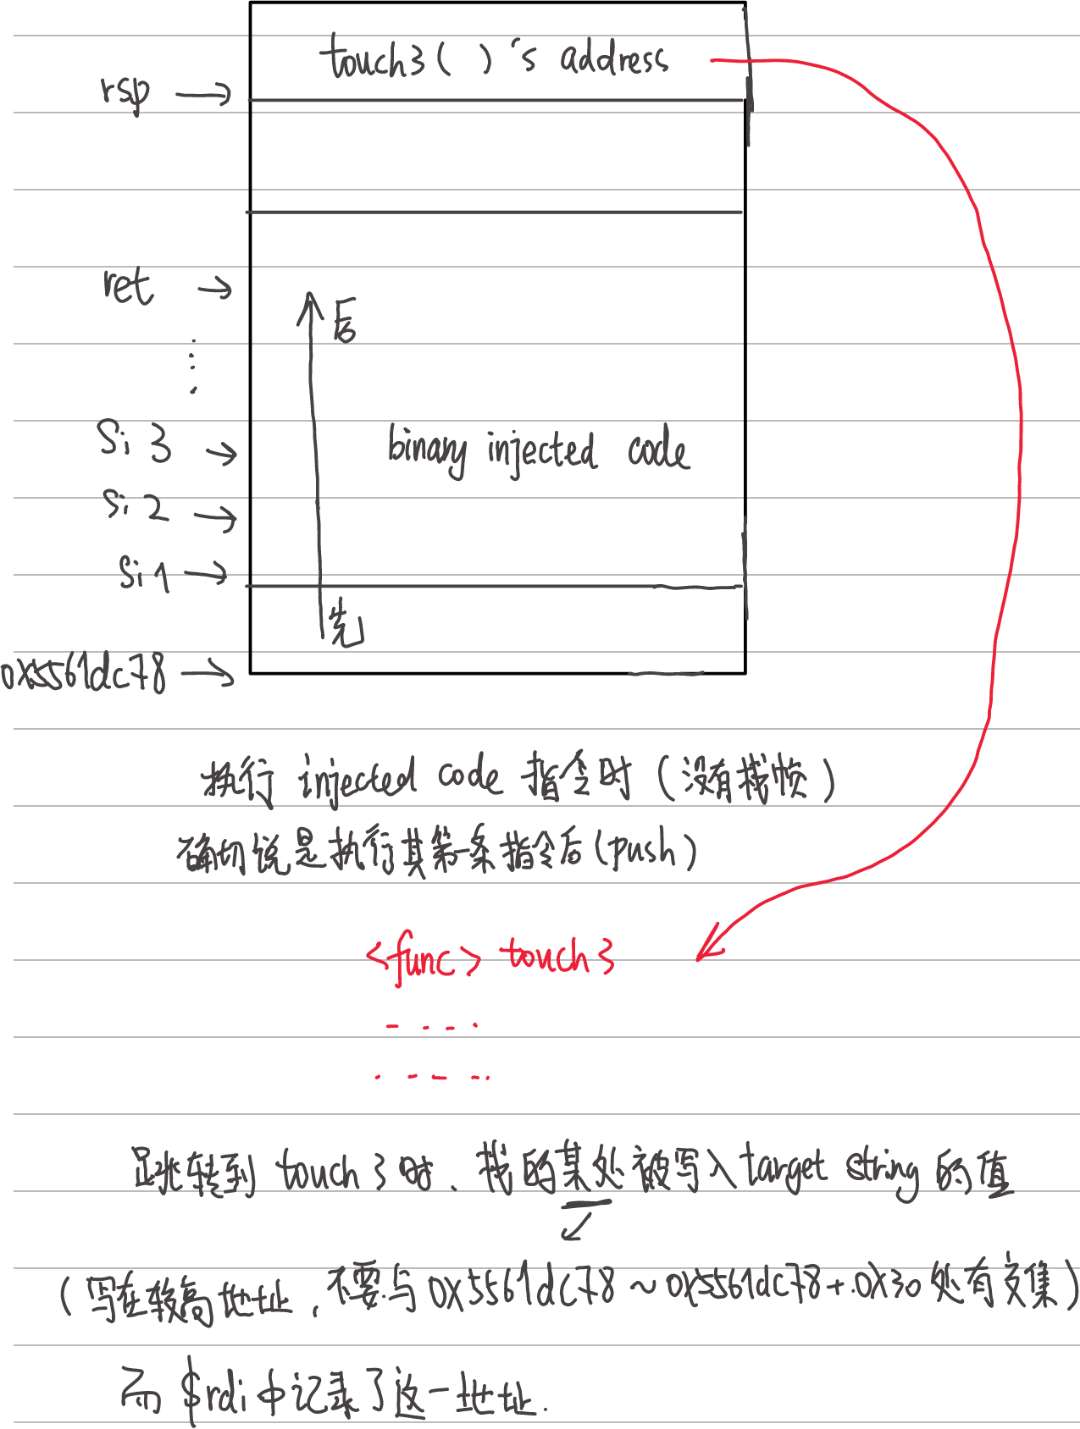 touch3( )'s address
rsp →
ret →
后
⋮
Si 3 →
binary injected code
Si 2 →
Si 1 →
先
0x5561dc78 →
执行 injected code 指令时 (没有栈帧)
确切说是执行其第一条指令后 (push)
<func> touch3
- - - -
- - - -
跳转到 touch 3 时、栈的某处被写入 target string 的值
(写在较高地址, 不要与 0x5561dc78 ~ 0x5561dc78 + 0x30 处有交集)
而 $rdi 中记录了这一地址.